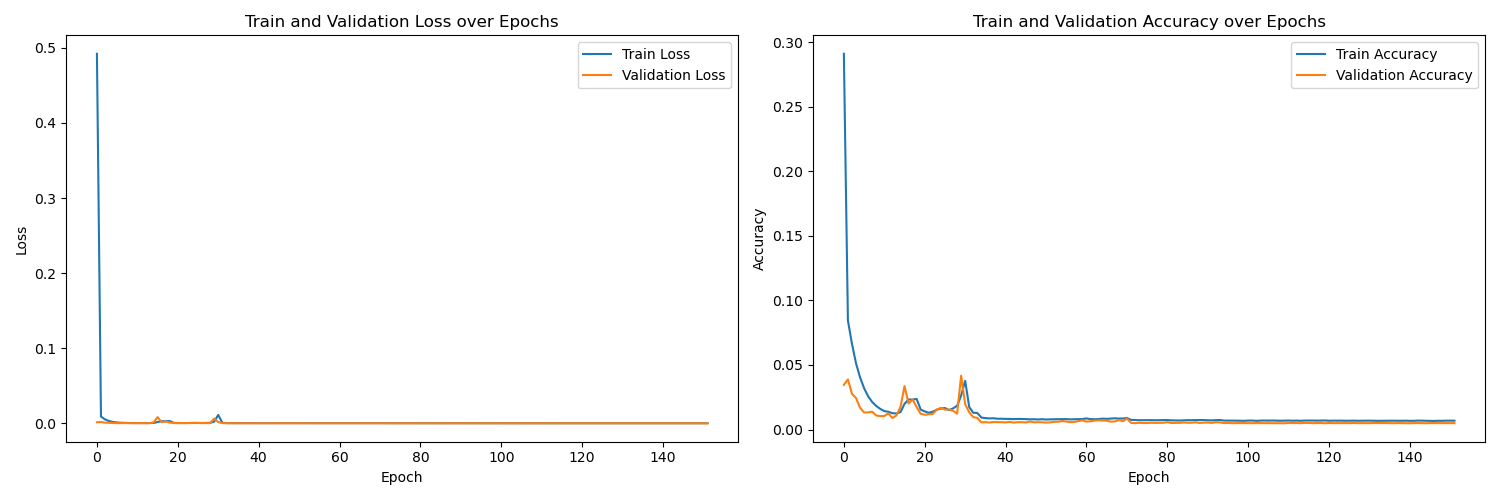 Train and Validation Loss over Epochs
Train Loss
Validation Loss
0.5
0.4
0.3
0.2
0.1
0.0
Loss
0 20 40 60 80 100 120 140
Epoch
Train and Validation Accuracy over Epochs
Train Accuracy
Validation Accuracy
0.30
0.25
0.20
0.15
0.10
0.05
0.00
Accuracy
0 20 40 60 80 100 120 140
Epoch